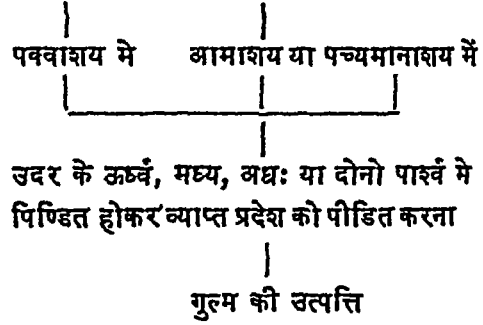 पक्वाशय मे आमाशय या पच्यमानाशय में
उदर के ऊर्ध्व, मध्य, अधः या दोनो पार्श्व मे
पिण्डित होकर व्याप्त प्रदेश को पीडित करना
गुल्म की उत्पत्ति